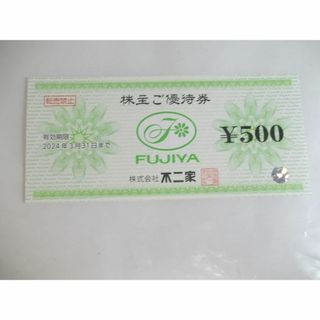 転売禁止
株主ご優待券
有効期限
2024年3月31日まで
F
FUJIYA
¥500
株式会社 不二家